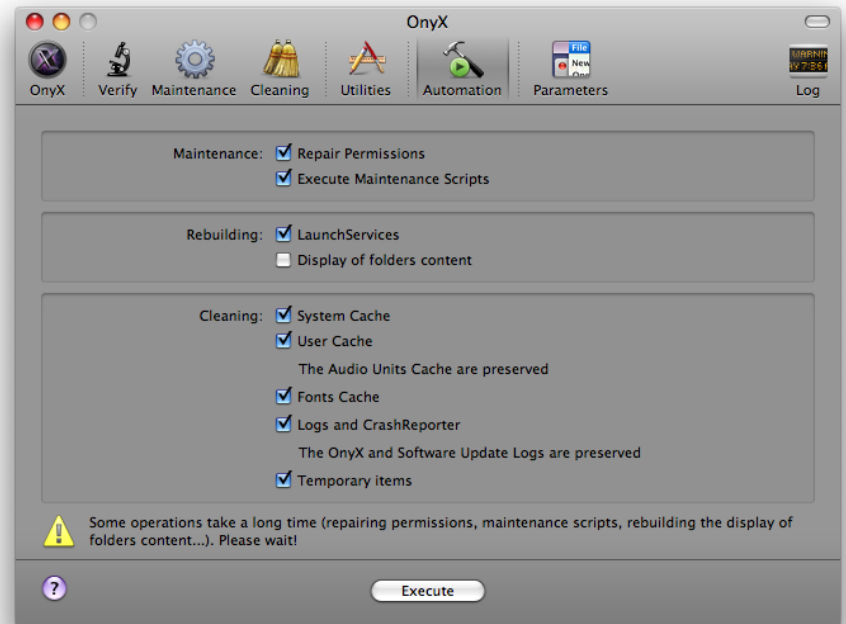 OnyX
OnyX Verify Maintenance Cleaning Utilities Automation Parameters Log
File
New
Maintenance: Repair Permissions
Execute Maintenance Scripts
Rebuilding: LaunchServices
Display of folders content
Cleaning: System Cache
User Cache
The Audio Units Cache are preserved
Fonts Cache
Logs and CrashReporter
The OnyX and Software Update Logs are preserved
Temporary items
Some operations take a long time (repairing permissions, maintenance scripts, rebuilding the display of
folders content...). Please wait!
?
Execute